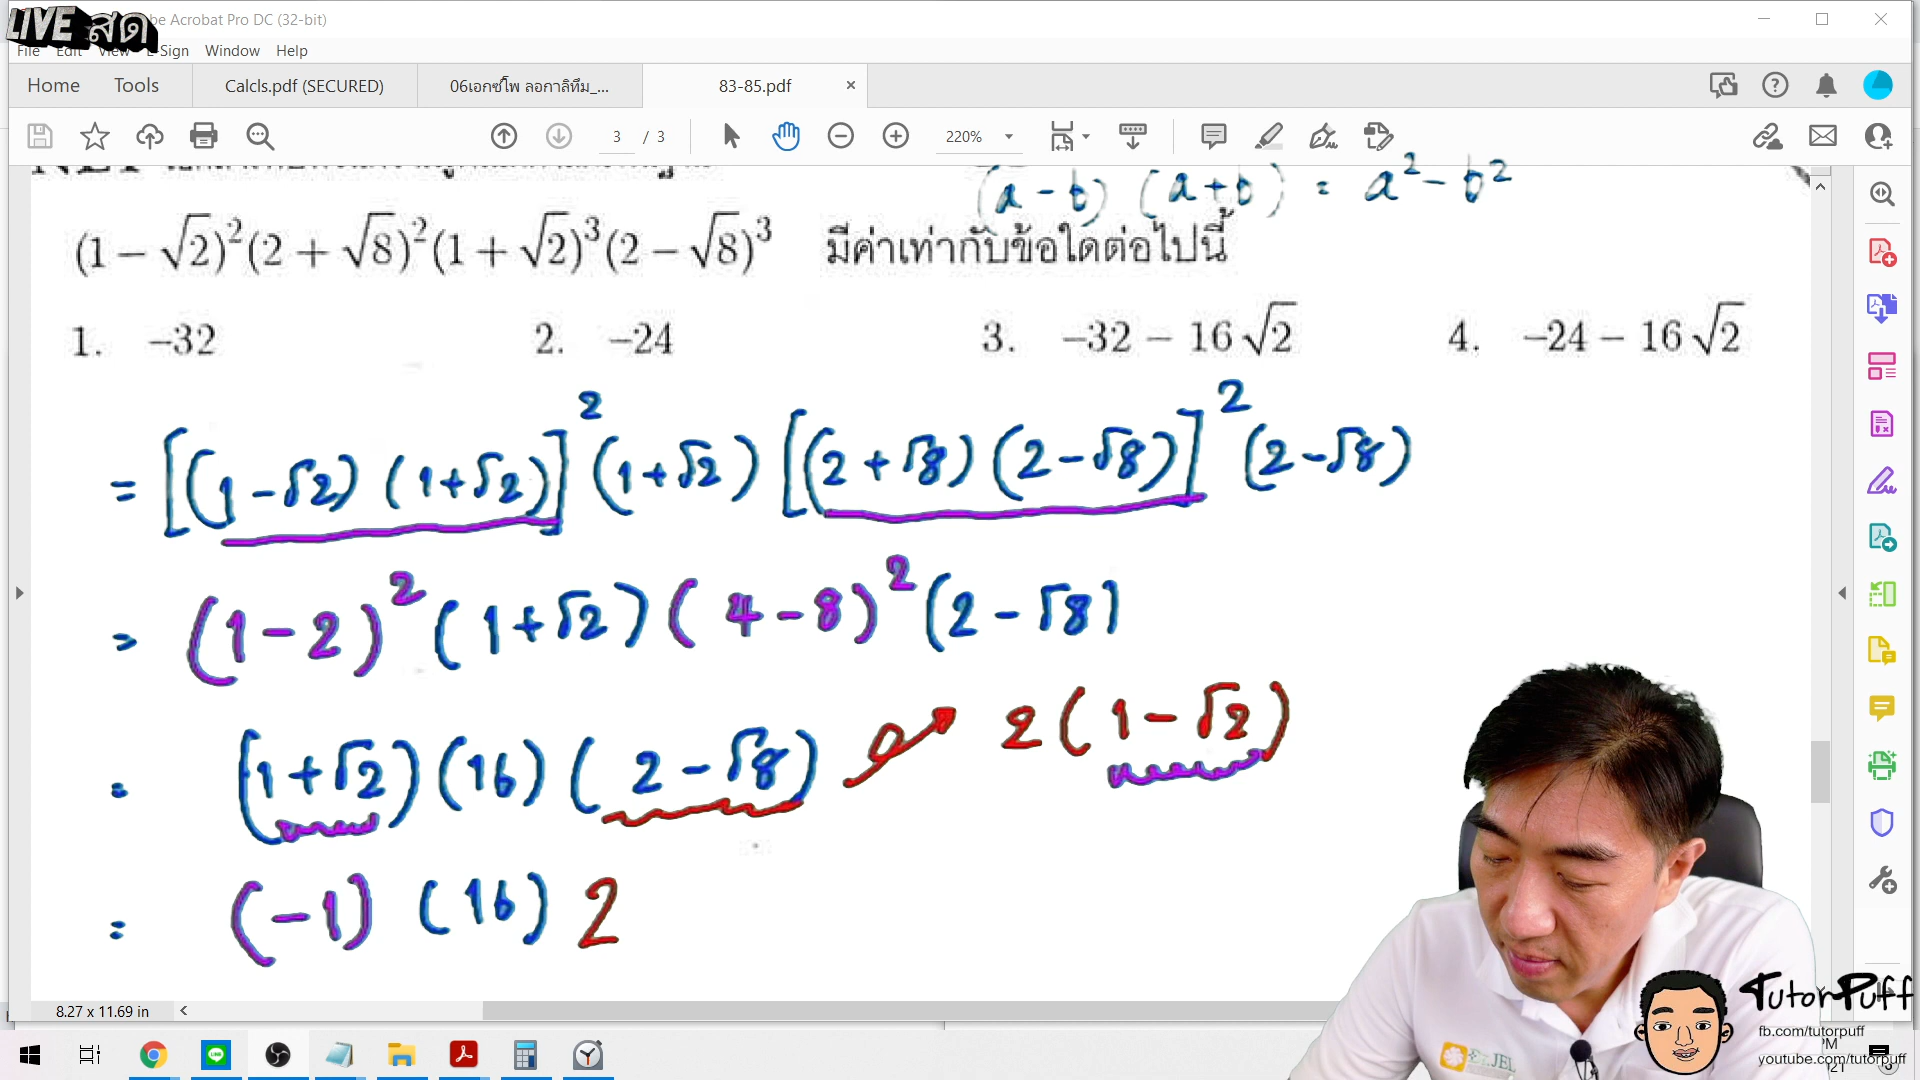 LIVE สด
be Acrobat Pro DC (32-bit)
File Edit View E-Sign Window Help
Home Tools Calcls.pdf (SECURED) 06เอกซ์โพ ลอการิทึม_... 83-85.pdf ×
3 / 3 220%
(a - b) (a + b) = a² - b²
(1 − √2)²(2 + √8)²(1 + √2)³(2 − √8)³ มีค่าเท่ากับข้อใดต่อไปนี้
1. −32 2. −24 3. −32 − 16√2 4. −24 − 16√2
= [(1 - √2) (1 + √2)]² (1 + √2) [(2 + √8) (2 - √8)]² (2 - √8)
= (1 - 2)² (1 + √2) (4 - 8)² (2 - √8)
= (1 + √2) (16) (2 - √8) 2 (1 - √2)
= (-1) (16) 2
8.27 x 11.69 in
TutorPuff
fb.com/tutorpuff
youtube.com/tutorpuff